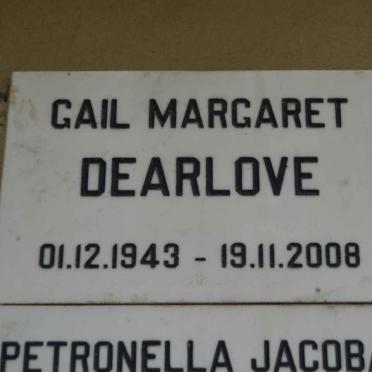 GAIL MARGARET
DEARLOVE
01.12.1943 - 19.11.2008
PETRONELLA JACOBA